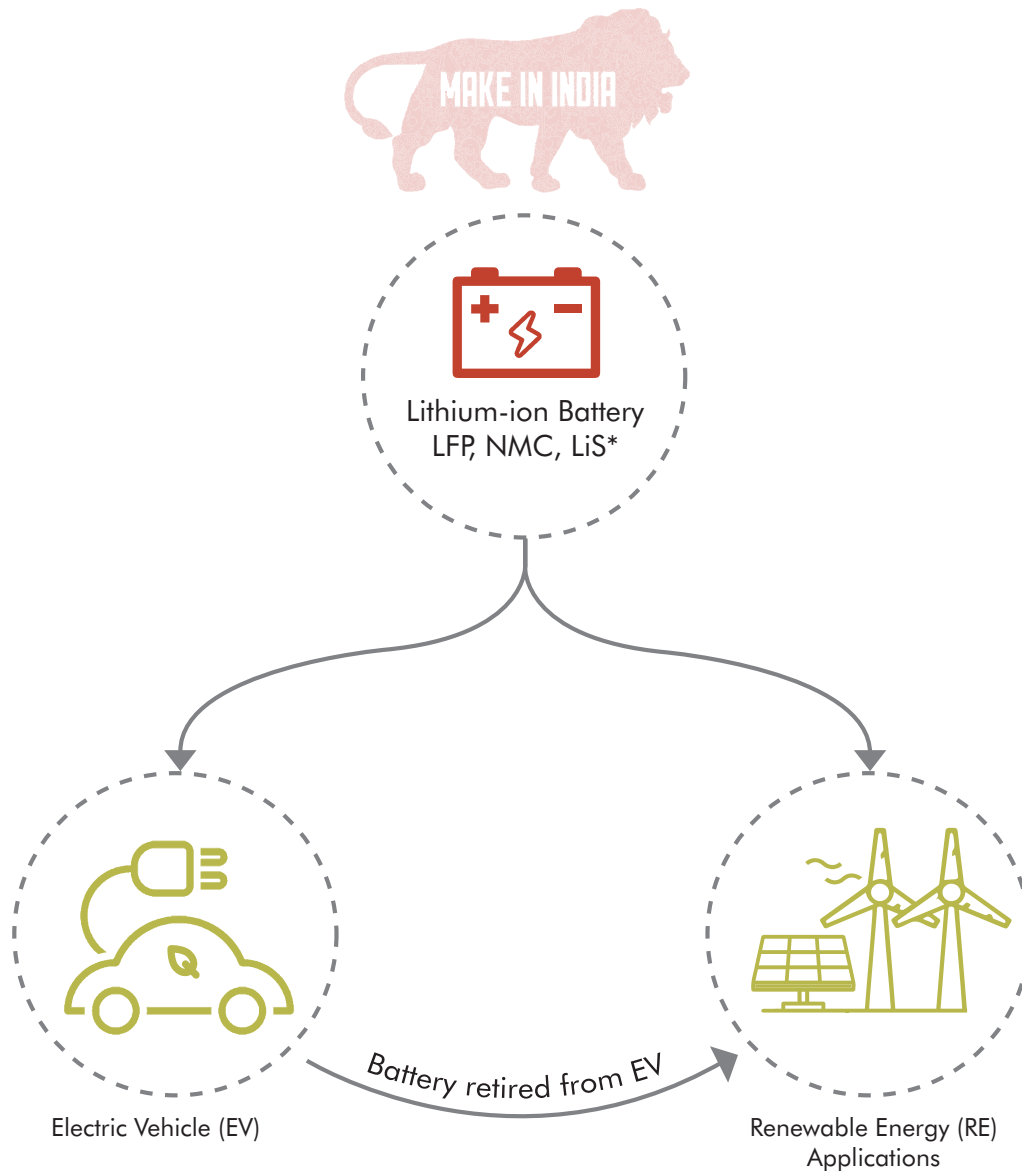 MAKE IN INDIA
Lithium-ion Battery
LFP, NMC, LiS*
Battery retired from EV
Electric Vehicle (EV)
Renewable Energy (RE)
Applications